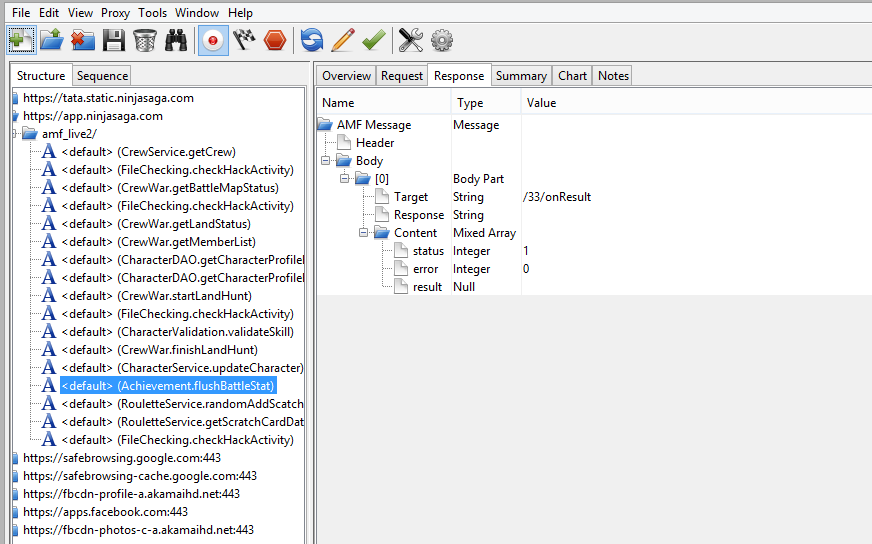 File Edit View Proxy Tools Window Help
Structure Sequence
https://tata.static.ninjasaga.com
https://app.ninjasaga.com
amf_live2/
<default> (CrewService.getCrew)
<default> (FileChecking.checkHackActivity)
<default> (CrewWar.getBattleMapStatus)
<default> (FileChecking.checkHackActivity)
<default> (CrewWar.getLandStatus)
<default> (CrewWar.getMemberList)
<default> (CharacterDAO.getCharacterProfile
<default> (CharacterDAO.getCharacterProfile
<default> (CrewWar.startLandHunt)
<default> (FileChecking.checkHackActivity)
<default> (CharacterValidation.validateSkill)
<default> (CrewWar.finishLandHunt)
<default> (CharacterService.updateCharacter)
<default> (Achievement.flushBattleStat)
<default> (RouletteService.randomAddScatch
<default> (RouletteService.getScratchCardDat
<default> (FileChecking.checkHackActivity)
https://safebrowsing.google.com:443
https://safebrowsing-cache.google.com:443
https://fbcdn-profile-a.akamaihd.net:443
https://apps.facebook.com:443
https://fbcdn-photos-c-a.akamaihd.net:443
Overview Request Response Summary Chart Notes
Name Type Value
AMF Message Message
Header
Body
[0] Body Part
Target String /33/onResult
Response String
Content Mixed Array
status Integer 1
error Integer 0
result Null